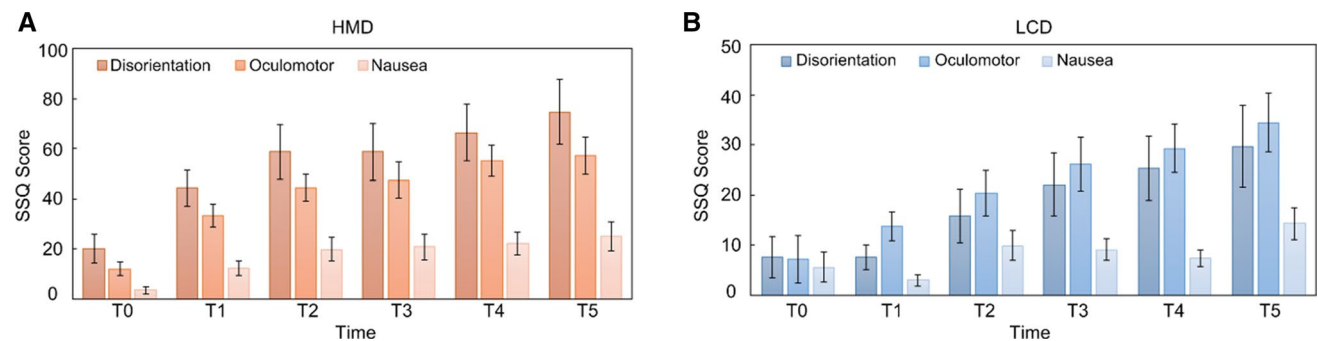 A
HMD
100
80
60
40
20
0
SSQ Score
Disorientation Oculomotor Nausea
T0 T1 T2 T3 T4 T5
Time
B
LCD
50
40
30
20
10
0
SSQ Score
Disorientation Oculomotor Nausea
T0 T1 T2 T3 T4 T5
Time